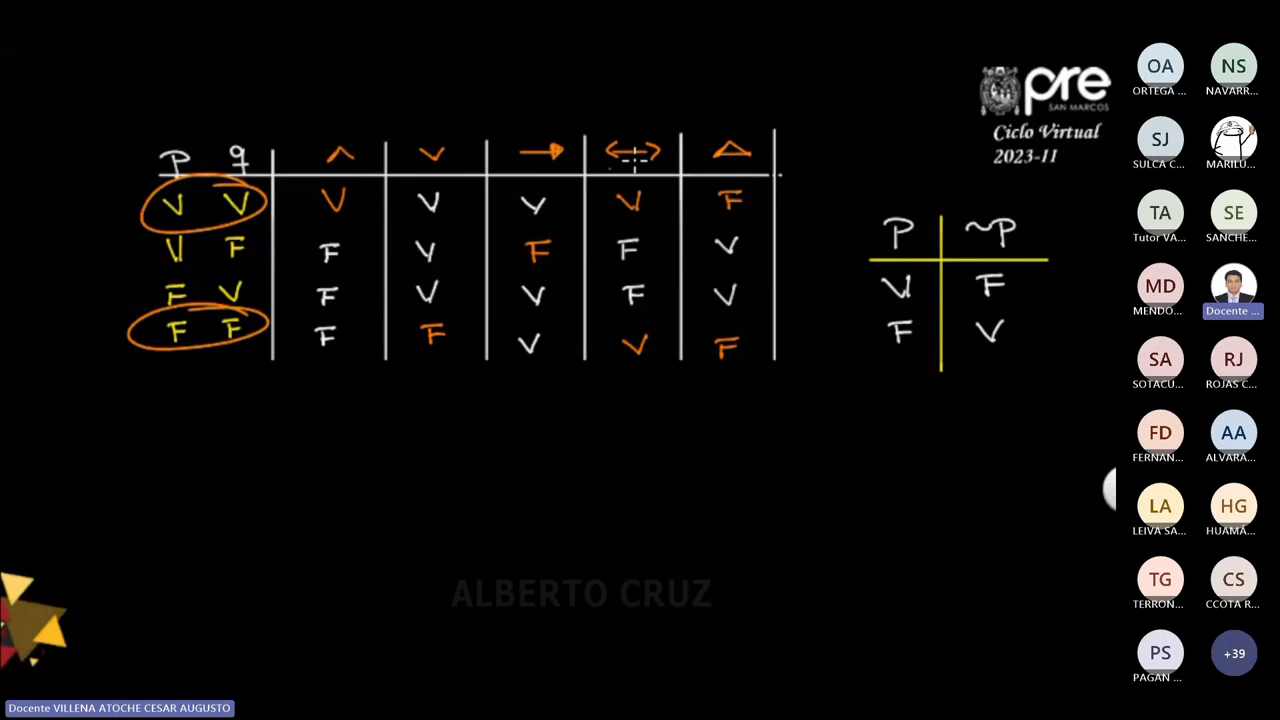 pre
SAN MARCOS
Ciclo Virtual
2023-II
p q ∧ ∨ → ↔ △
V V V V V V F
V F F V F F V
F V F V V F V
F F F F V V F
P ~P
V F
F V
ALBERTO CRUZ
OA NS
ORTEGA ... NAVARR...
SJ
SULCA C... MARILÚ...
TA SE
Tutor VA... SANCHE...
MD
MENDO... Docente ...
SA RJ
SOTACU... ROJAS C...
FD AA
FERNAN... ALVARA...
LA HG
LEIVA SA... HUAMÁ...
TG CS
TERRON... CCOTA R...
PS +39
PAGAN ...
Docente VILLENA ATOCHE CESAR AUGUSTO